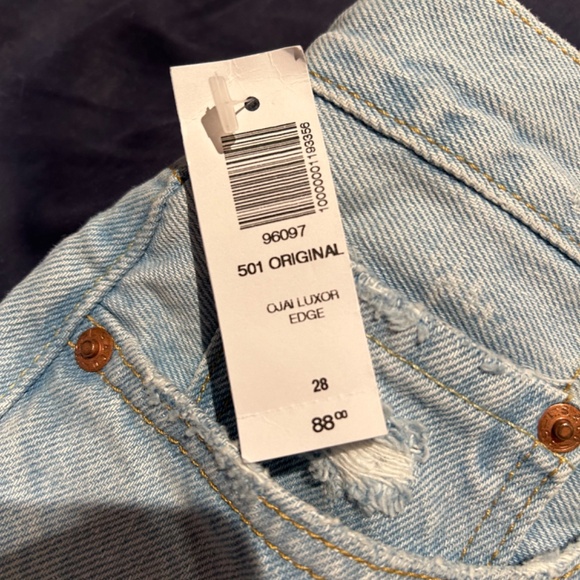 10000001193356
96097
501 ORIGINAL
OJAI LUXOR
EDGE
28
88⁰⁰